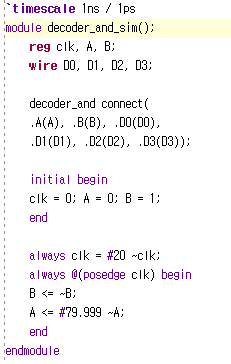 `timescale 1ns / 1ps
module decoder_and_sim();
reg clk, A, B;
wire D0, D1, D2, D3;
decoder_and connect(
.A(A), .B(B), .D0(D0),
.D1(D1), .D2(D2), .D3(D3));
initial begin
clk = 0; A = 0; B = 1;
end
always clk = #20 ~clk;
always @(posedge clk) begin
B <= ~B;
A <= #79.999 ~A;
end
endmodule